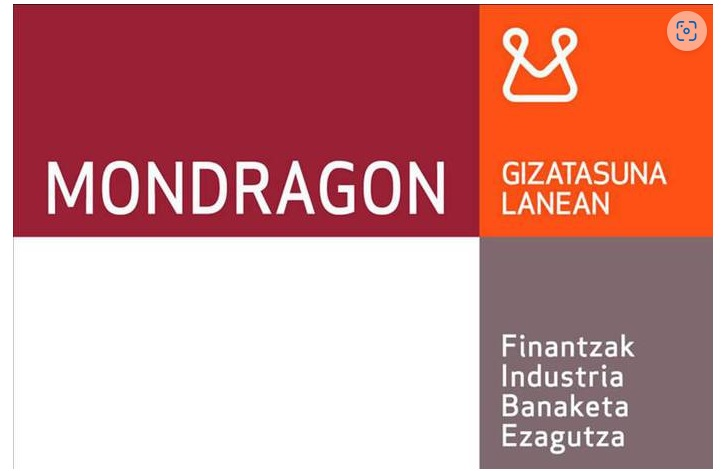 MONDRAGON
GIZATASUNA
LANEAN
Finantzak
Industria
Banaketa
Ezagutza